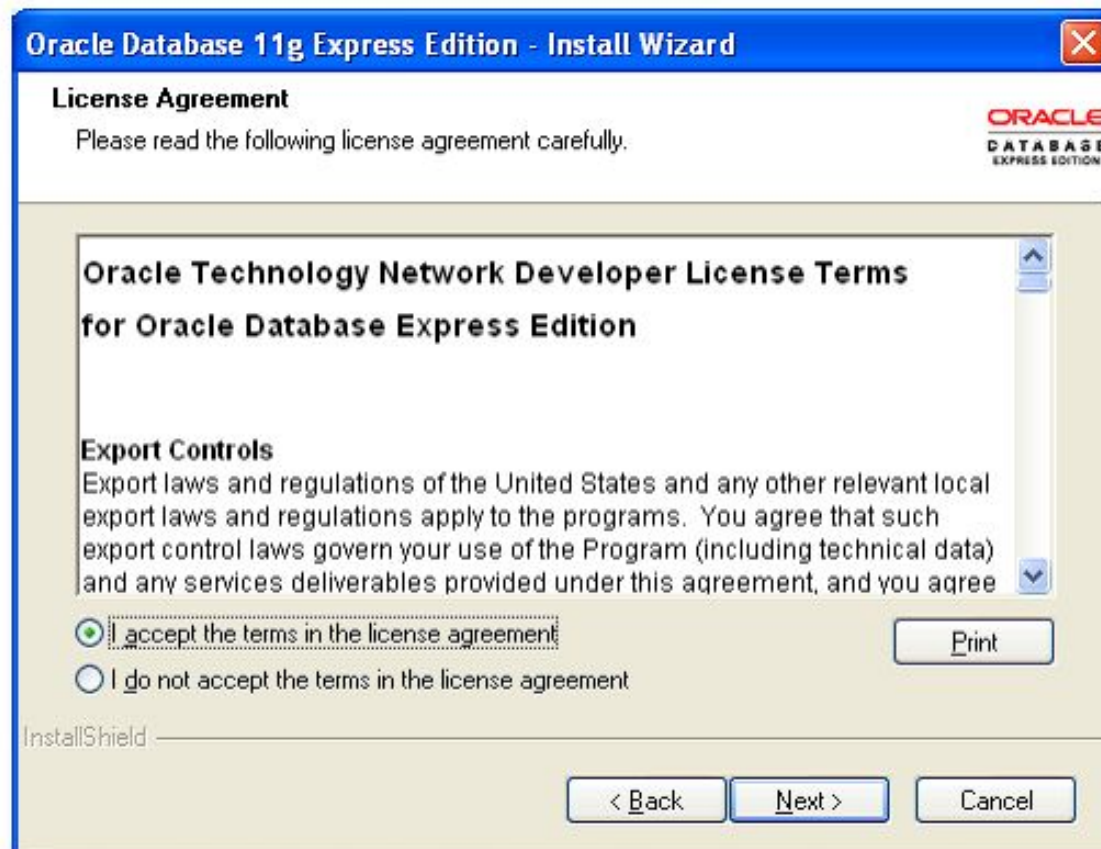 Oracle Database 11g Express Edition - Install Wizard
License Agreement
Please read the following license agreement carefully.
ORACLE
DATABASE
EXPRESS EDITION
Oracle Technology Network Developer License Terms
for Oracle Database Express Edition
Export Controls
Export laws and regulations of the United States and any other relevant local
export laws and regulations apply to the programs.  You agree that such
export control laws govern your use of the Program (including technical data)
and any services deliverables provided under this agreement, and you agree
I accept the terms in the license agreement
Print
I do not accept the terms in the license agreement
InstallShield
< Back
Next >
Cancel